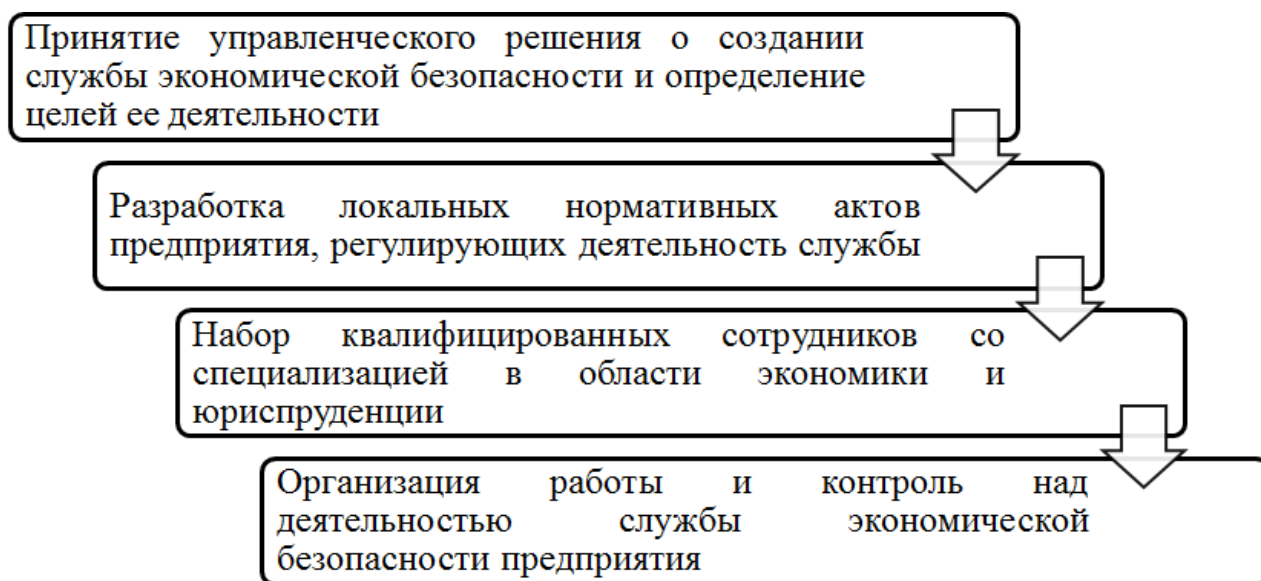 Принятие управленческого решения о создании
службы экономической безопасности и определение
целей ее деятельности
Разработка локальных нормативных актов
предприятия, регулирующих деятельность службы
Набор квалифицированных сотрудников со
специализацией в области экономики и
юриспруденции
Организация работы и контроль над
деятельностью службы экономической
безопасности предприятия